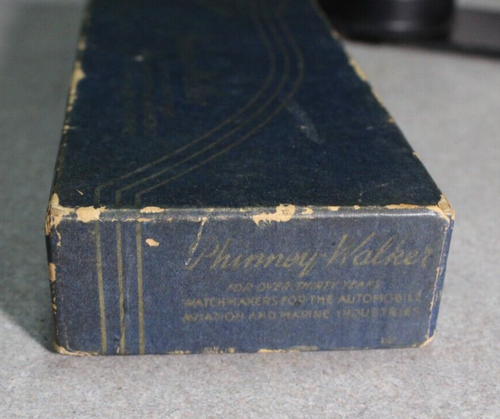 Phinney-Walker
FOR OVER THIRTY YEARS
WATCHMAKERS FOR THE AUTOMOBILE
AVIATION AND MARINE INDUSTRIES